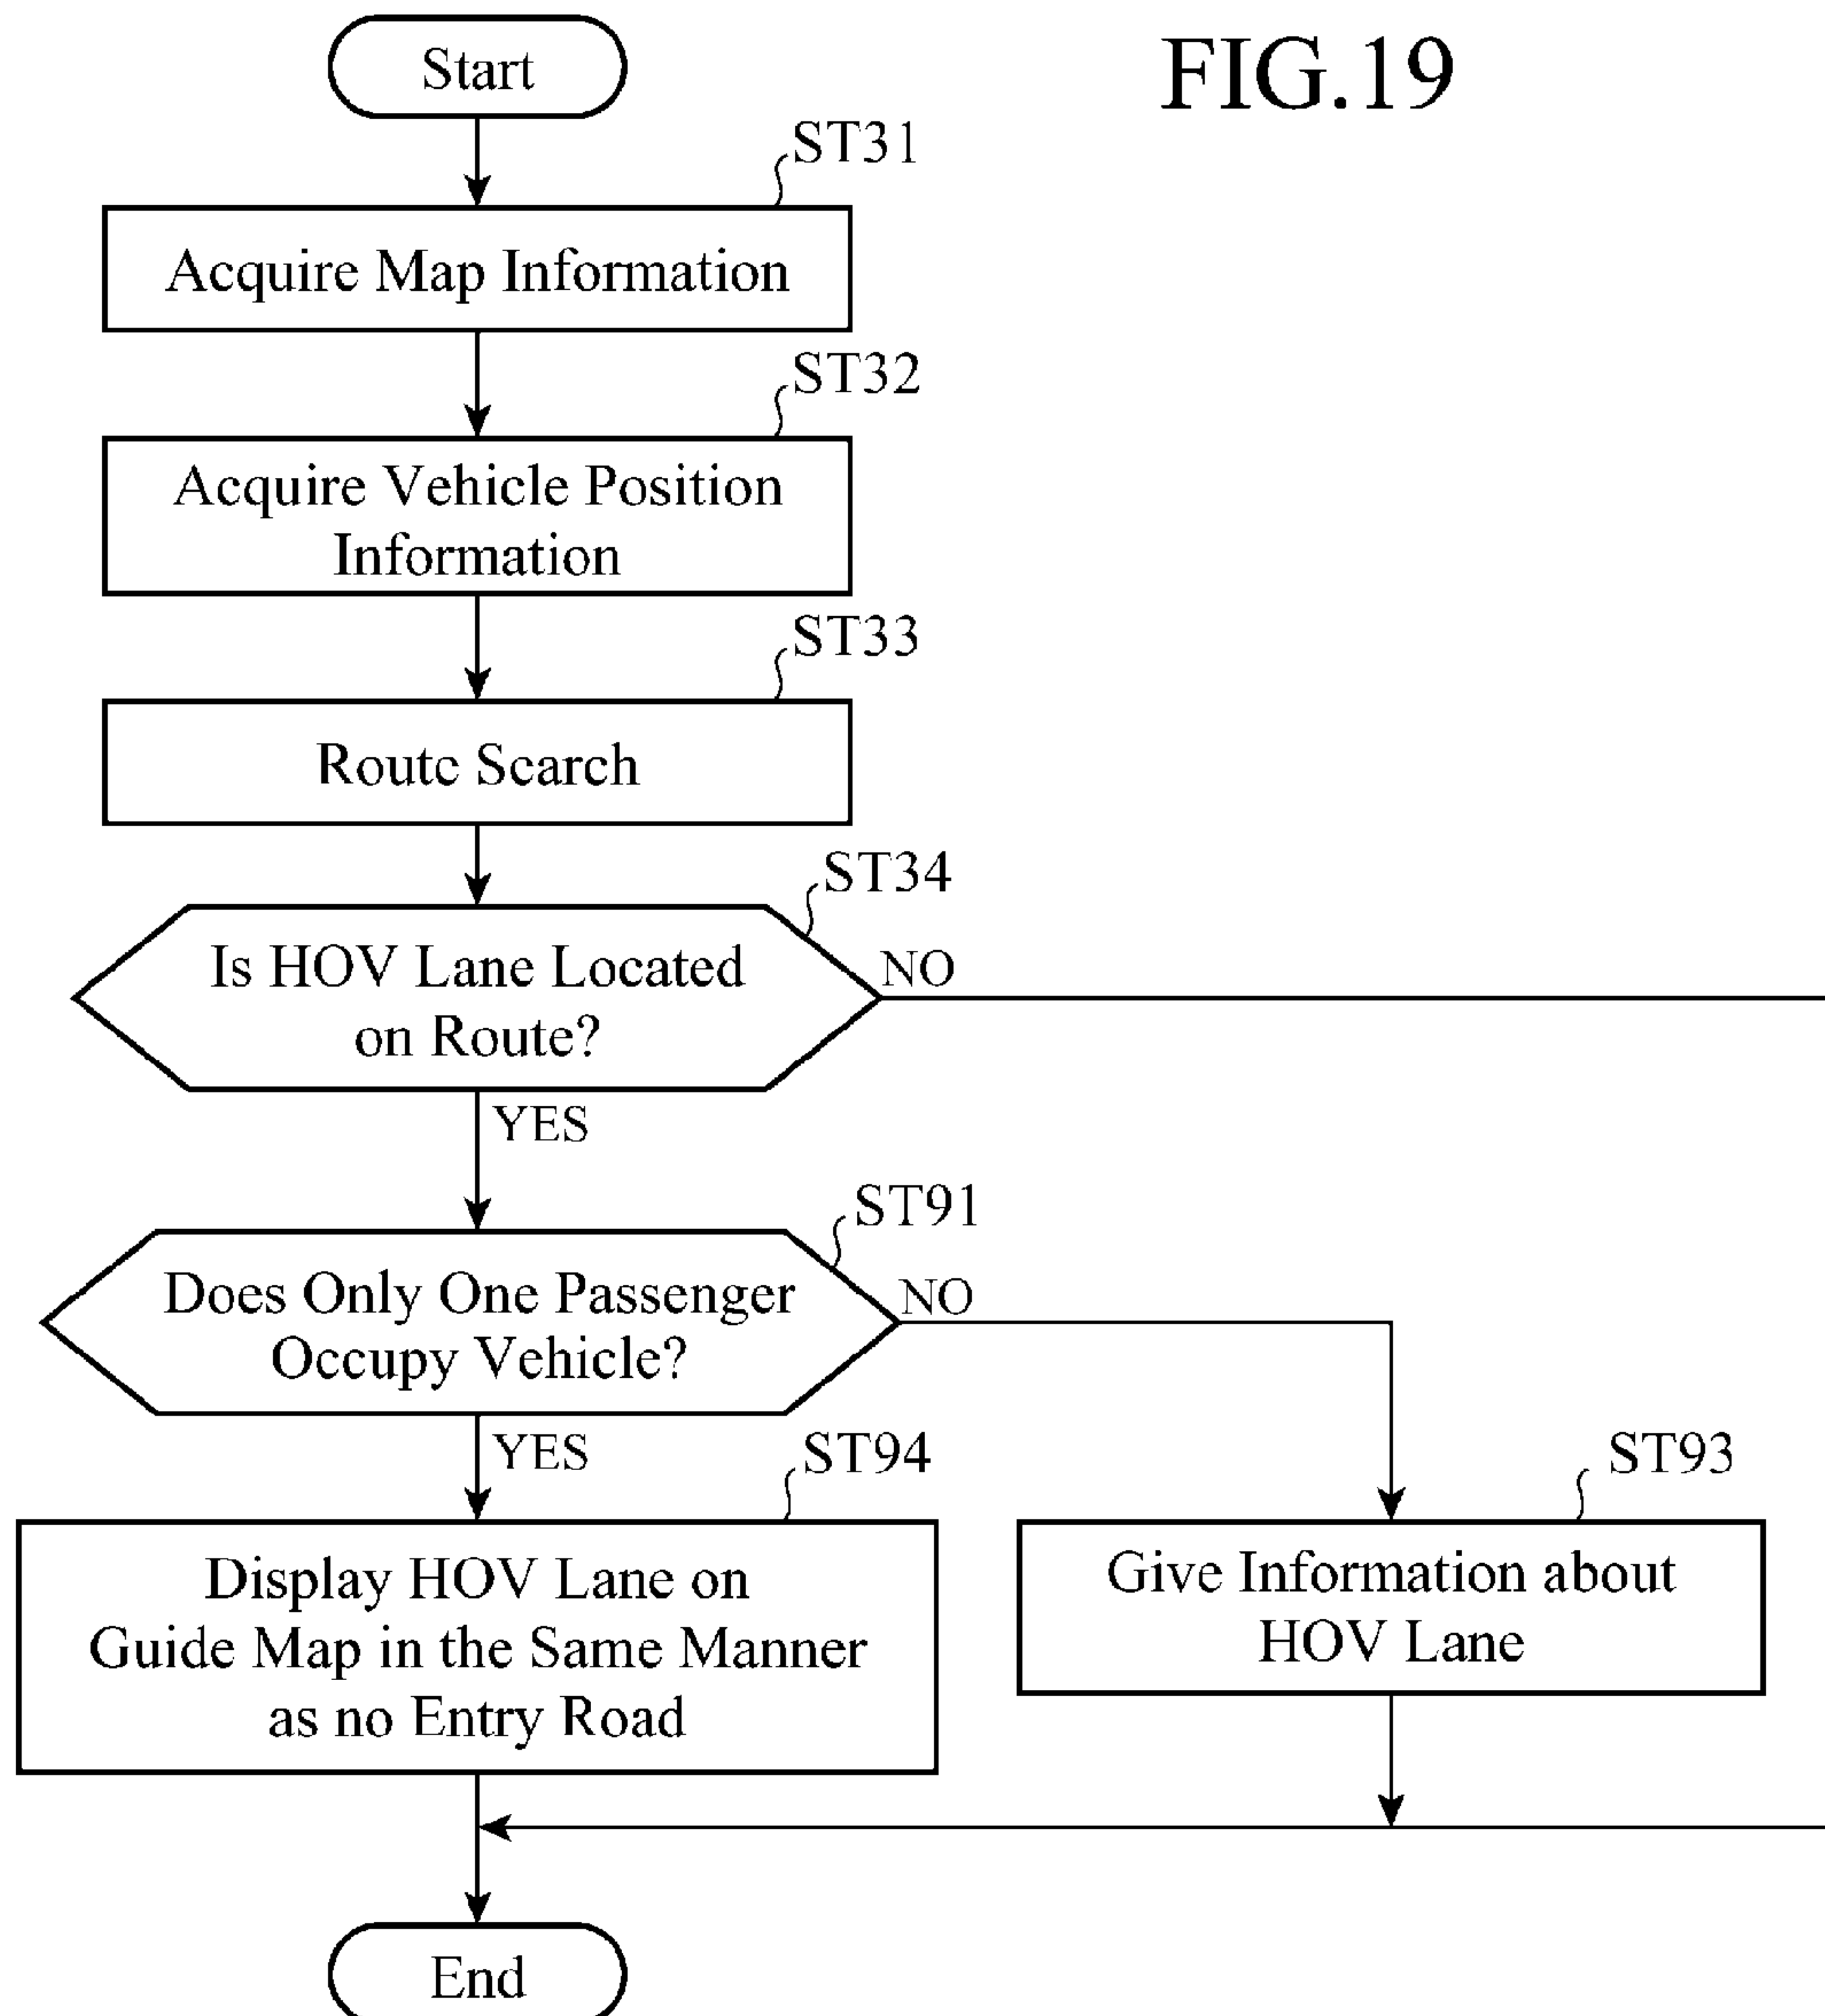 FIG.19
Start
ST31
Acquire Map Information
ST32
Acquire Vehicle Position
Information
ST33
Route Search
ST34
Is HOV Lane Located
on Route?
NO
YES
ST91
Does Only One Passenger
Occupy Vehicle?
NO
YES
ST94
Display HOV Lane on
Guide Map in the Same Manner
as no Entry Road
ST93
Give Information about
HOV Lane
End